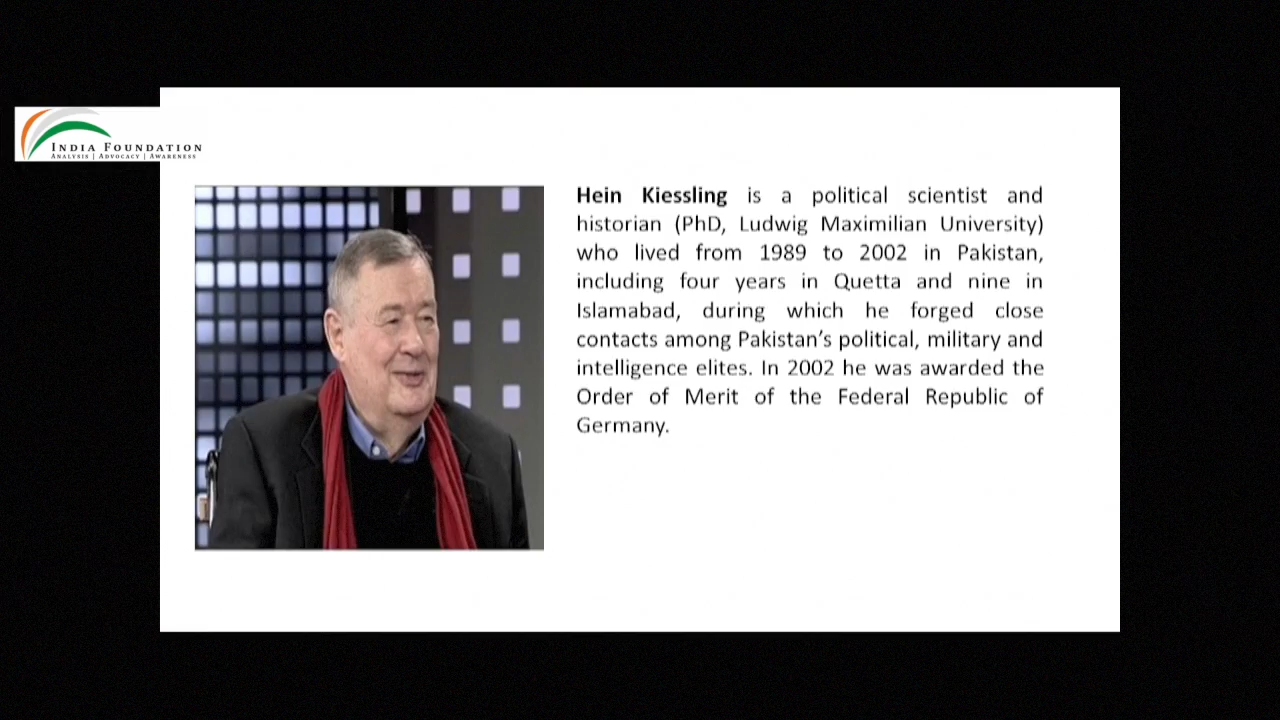 INDIA FOUNDATION
ANALYSIS | ADVOCACY | AWARENESS
Hein Kiessling is a political scientist and
historian (PhD, Ludwig Maximilian University)
who lived from 1989 to 2002 in Pakistan,
including four years in Quetta and nine in
Islamabad, during which he forged close
contacts among Pakistan’s political, military and
intelligence elites. In 2002 he was awarded the
Order of Merit of the Federal Republic of
Germany.